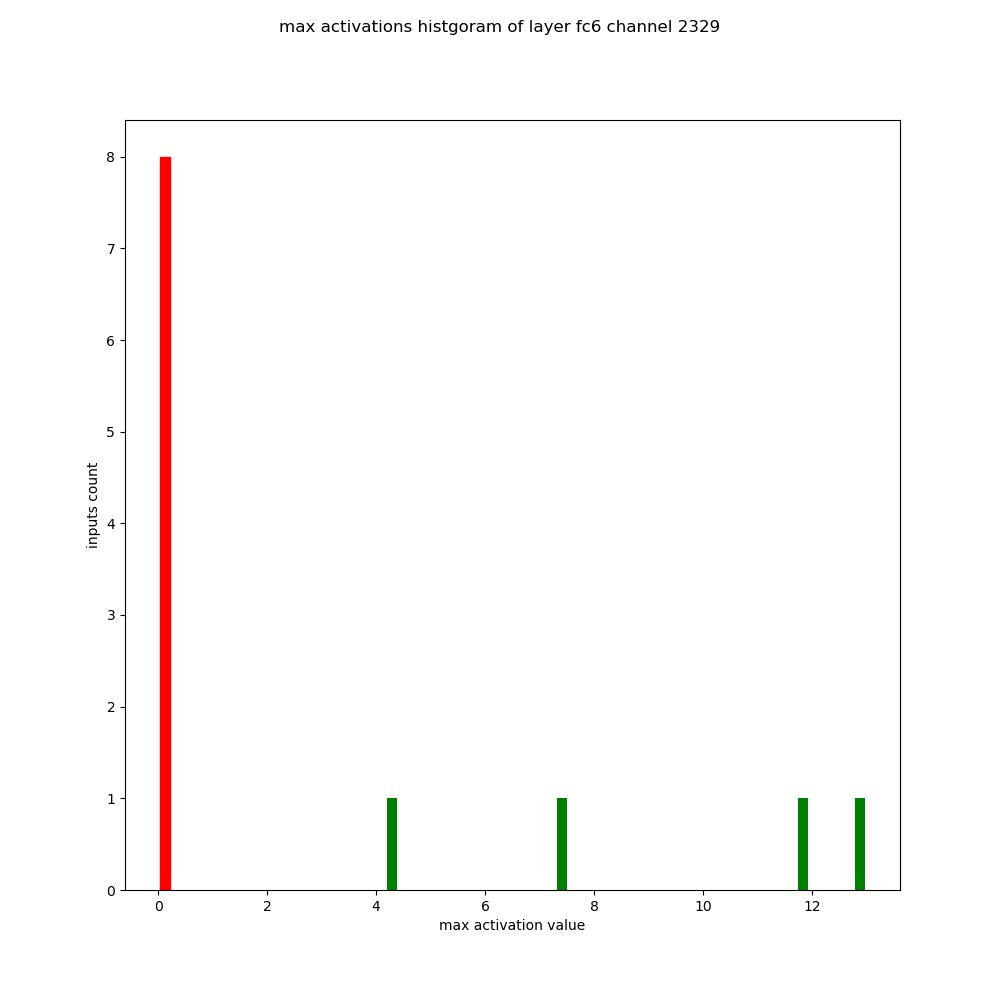 max activations histgoram of layer fc6 channel 2329
8
7
6
5
4
3
2
1
0
inputs count
0 2 4 6 8 10 12
max activation value